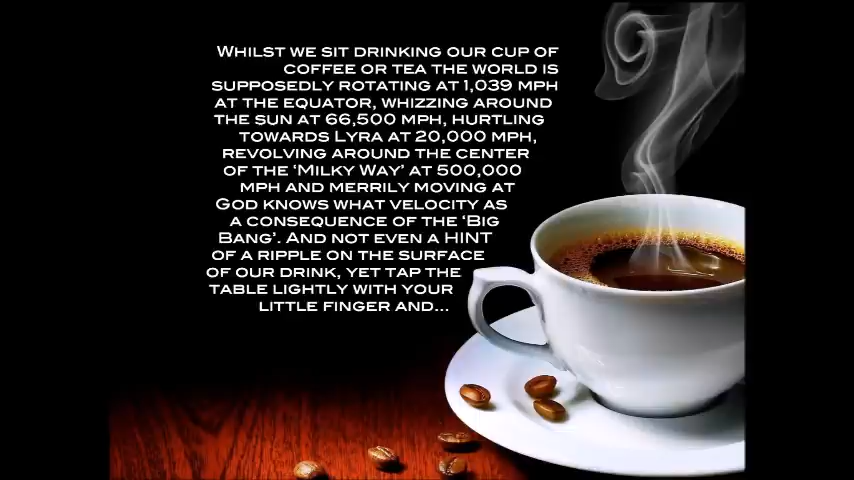 Whilst we sit drinking our cup of
coffee or tea the world is
supposedly rotating at 1,039 mph
at the equator, whizzing around
the sun at 66,500 mph, hurtling
towards Lyra at 20,000 mph,
revolving around the center
of the ‘Milky Way’ at 500,000
mph and merrily moving at
God knows what velocity as
a consequence of the ‘Big
Bang’. And not even a HINT
of a ripple on the surface
of our drink, yet tap the
table lightly with your
little finger and...